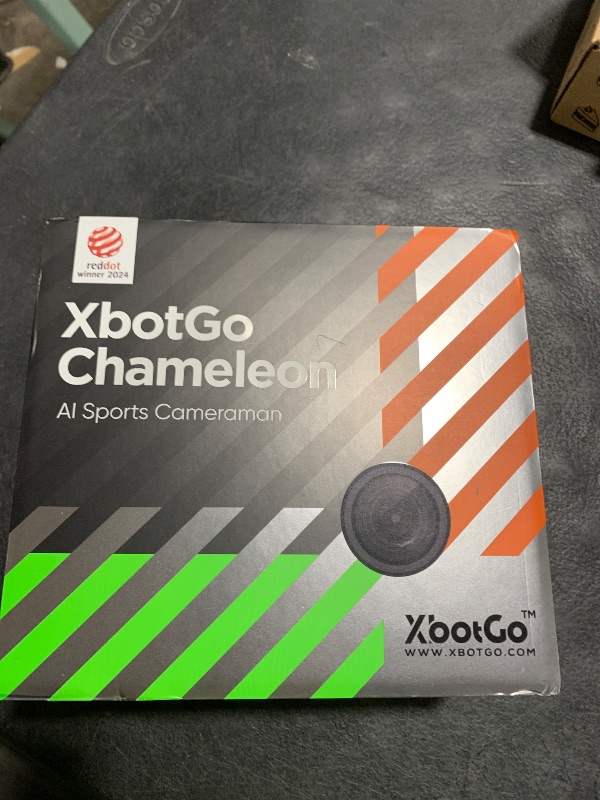 reddot
winner 2024
XbotGo
Chameleon
AI Sports Cameraman
XbotGo™
WWW.XBOTGO.COM